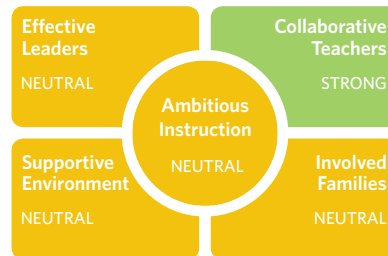 Effective
Leaders
NEUTRAL
Collaborative
Teachers
STRONG
Ambitious
Instruction
NEUTRAL
Supportive
Environment
NEUTRAL
Involved
Families
NEUTRAL